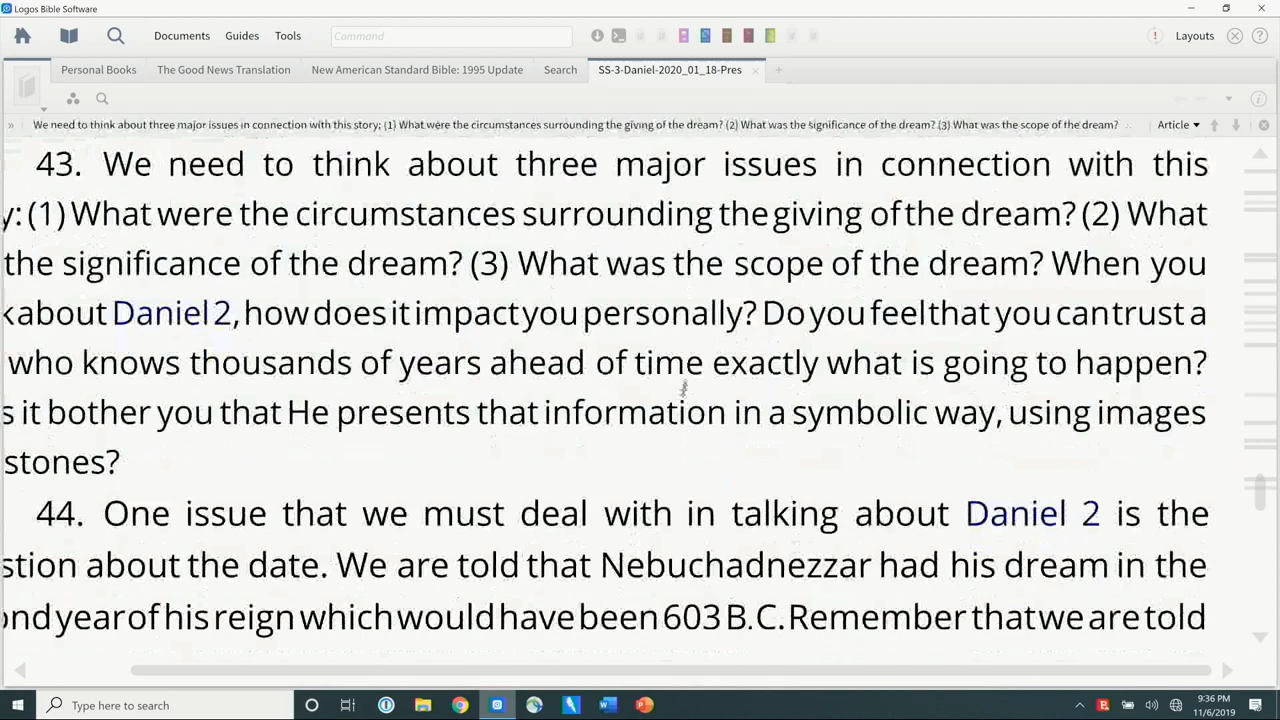 Logos Bible Software
Documents Guides Tools Command Layouts
Personal Books The Good News Translation New American Standard Bible: 1995 Update Search SS-3-Daniel-2020_01_18-Pres
We need to think about three major issues in connection with this story: (1) What were the circumstances surrounding the giving of the dream? (2) What was the significance of the dream? (3) What was the scope of the dream? Article
43. We need to think about three major issues in connection with this
y: (1) What were the circumstances surrounding the giving of the dream? (2) What
the significance of the dream? (3) What was the scope of the dream? When you
k about Daniel 2, how does it impact you personally? Do you feel that you can trust a
who knows thousands of years ahead of time exactly what is going to happen?
s it bother you that He presents that information in a symbolic way, using images
stones?
44. One issue that we must deal with in talking about Daniel 2 is the
stion about the date. We are told that Nebuchadnezzar had his dream in the
ond year of his reign which would have been 603 B.C. Remember that we are told
Type here to search
9:36 PM
11/6/2019